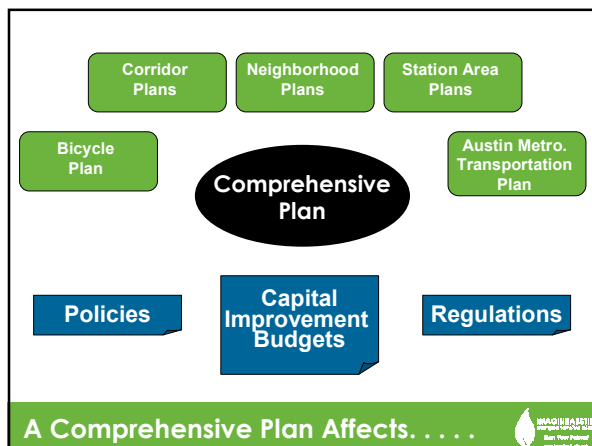 Corridor
Plans
Neighborhood
Plans
Station Area
Plans
Bicycle
Plan
Austin Metro.
Transportation
Plan
Comprehensive
Plan
Policies
Capital
Improvement
Budgets
Regulations
A Comprehensive Plan Affects. . . . .